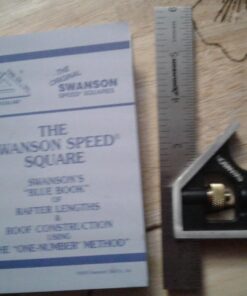 THE
ORIGINAL
SWANSON
SPEED® SQUARES
THE
SWANSON SPEED®
SQUARE
SWANSON'S
"BLUE BOOK"
OF
RAFTER LENGTHS
&
ROOF CONSTRUCTION
USING
THE "ONE-NUMBER METHOD"